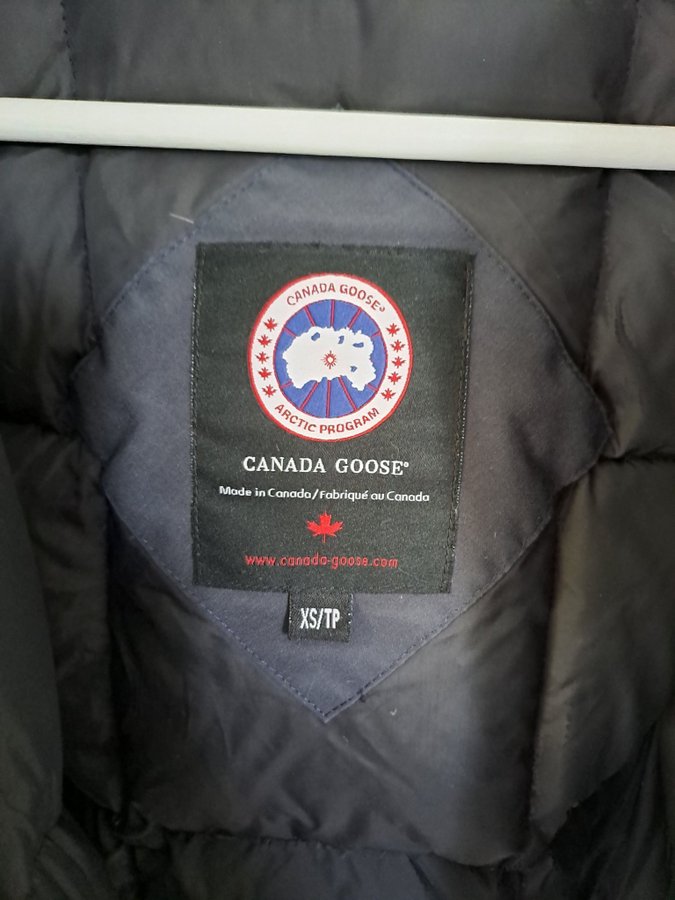 CANADA GOOSE®
ARCTIC PROGRAM
CANADA GOOSE®
Made in Canada/Fabriqué au Canada
www.canada-goose.com
XS/TP